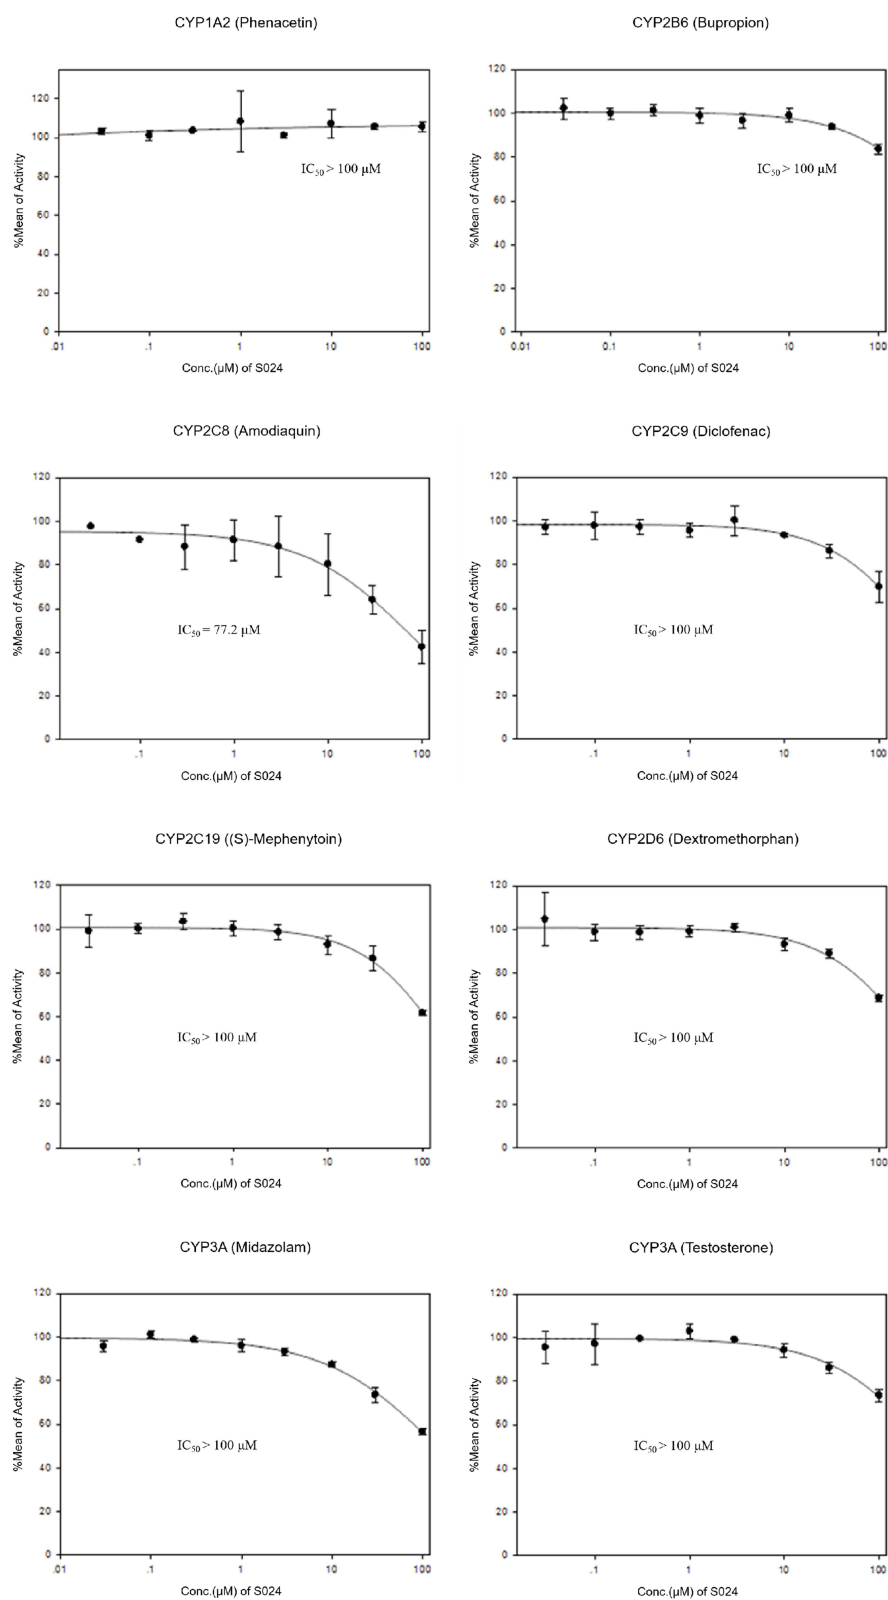 CYP1A2 (Phenacetin)
%Mean of Activity
120
100
80
60
40
20
0
IC50 > 100 µM
.01 .1 1 10 100
Conc.(µM) of S024
CYP2B6 (Bupropion)
%Mean of Activity
120
100
80
60
40
20
0
IC50 > 100 µM
0.01 0.1 1 10 100
Conc.(µM) of S024
CYP2C8 (Amodiaquin)
%Mean of Activity
120
100
80
60
40
20
0
IC50 = 77.2 µM
.1 1 10 100
Conc.(µM) of S024
CYP2C9 (Diclofenac)
%Mean of Activity
120
100
80
60
40
20
0
IC50 > 100 µM
.1 1 10 100
Conc.(µM) of S024
CYP2C19 ((S)-Mephenytoin)
%Mean of Activity
120
100
80
60
40
20
0
IC50 > 100 µM
.1 1 10 100
Conc.(µM) of S024
CYP2D6 (Dextromethorphan)
%Mean of Activity
120
100
80
60
40
20
0
IC50 > 100 µM
.1 1 10 100
Conc.(µM) of S024
CYP3A (Midazolam)
%Mean of Activity
120
100
80
60
40
20
0
IC50 > 100 µM
.01 .1 1 10 100
Conc.(µM) of S024
CYP3A (Testosterone)
%Mean of Activity
120
100
80
60
40
20
0
IC50 > 100 µM
.1 1 10 100
Conc.(µM) of S024